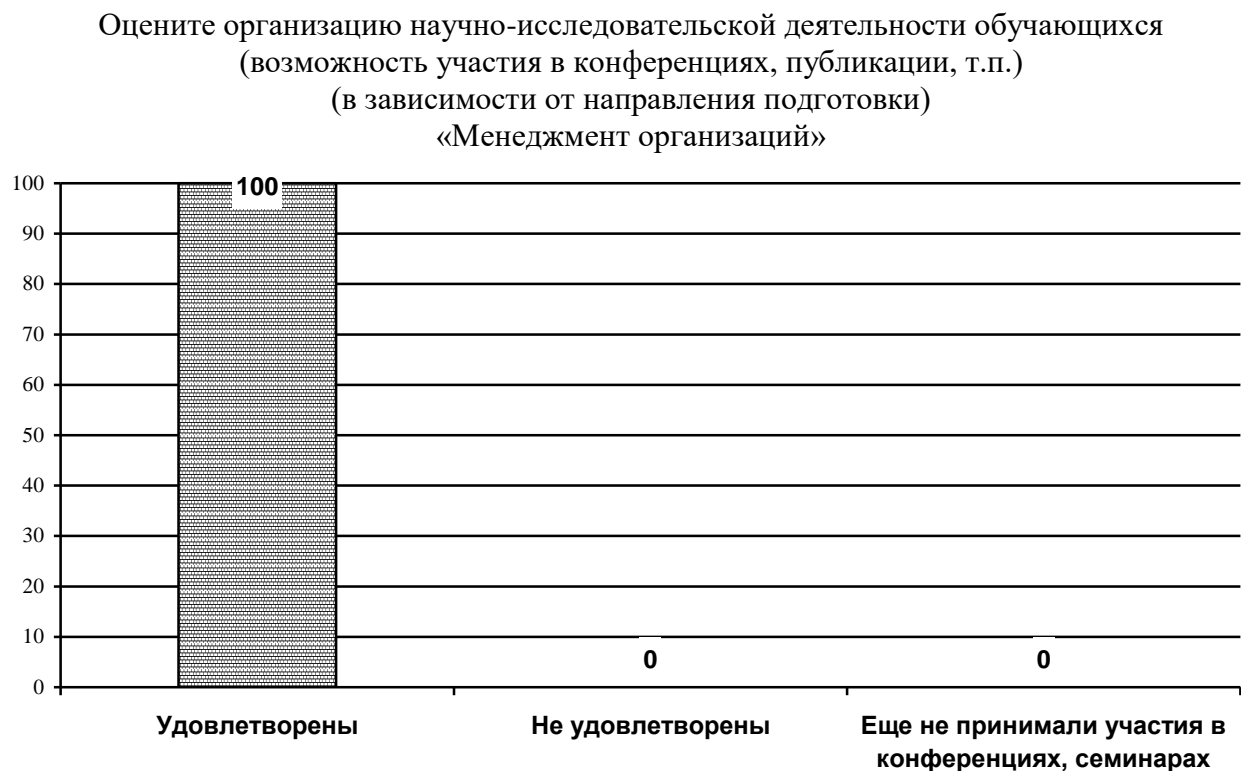 Оцените организацию научно-исследовательской деятельности обучающихся
(возможность участия в конференциях, публикации, т.п.)
(в зависимости от направления подготовки)
«Менеджмент организаций»
100
90
80
70
60
50
40
30
20
10
0
100
0
0
Удовлетворены
Не удовлетворены
Еще не принимали участия в
конференциях, семинарах